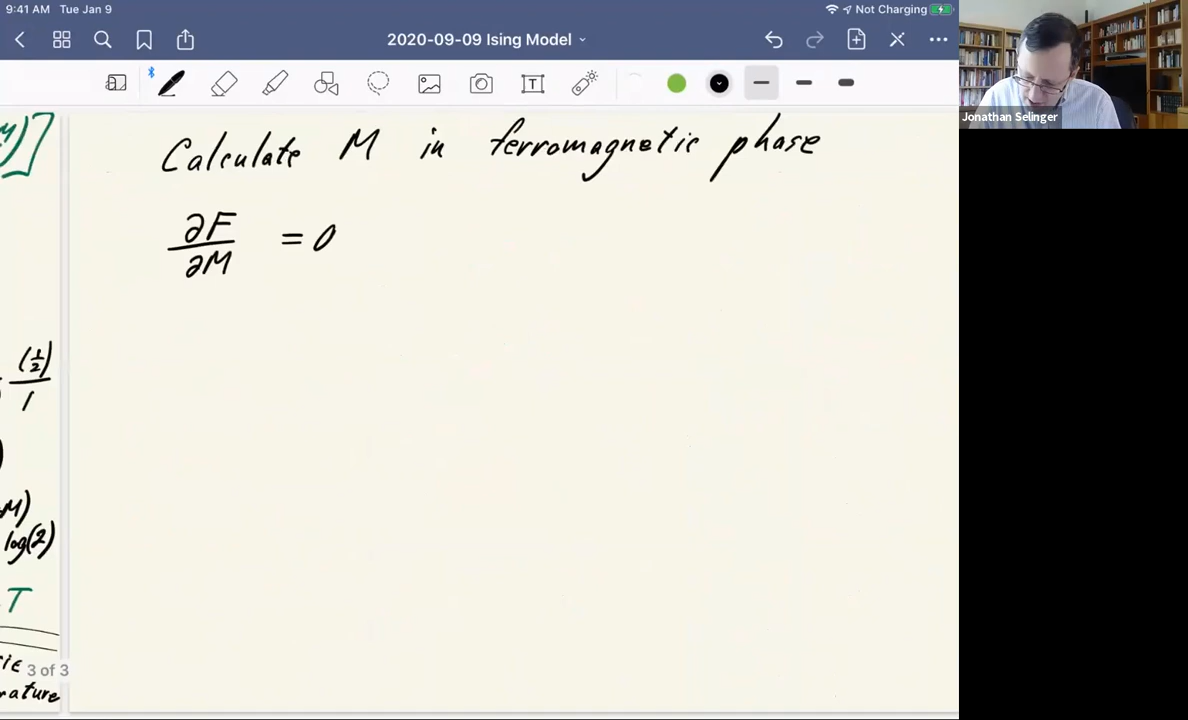 9:41 AM Tue Jan 9
Not Charging
2020-09-09 Ising Model
Jonathan Selinger
M)]
Calculate M in ferromagnetic phase
∂F/∂M = 0
(1/2)
1
M)
log(2)
T
3 of 3